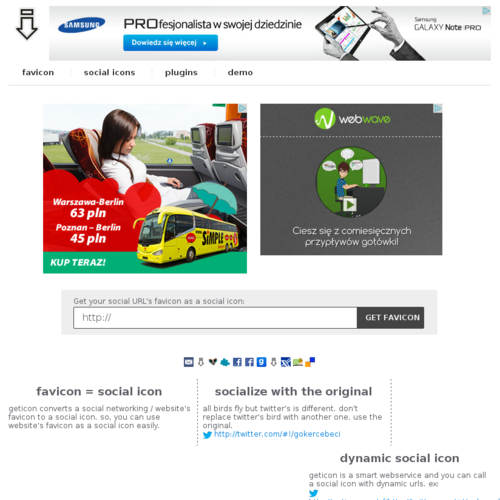 SAMSUNG
PROfesjonalista w swojej dziedzinie
Dowiedz się więcej
Samsung
GALAXY Note PRO
favicon
social icons
plugins
demo
Warszawa-Berlin
63 pln
Poznan – Berlin
45 pln
KUP TERAZ!
SiMPLE
webwave
Ciesz się z comiesięcznych
przypływów gotówki!
Get your social URL's favicon as a social icon:
http://
GET FAVICON
favicon = social icon
geticon converts a social networking / website's
favicon to a social icon. so, you can use
website's favicon as a social icon easily.
socialize with the original
all birds fly but twitter's is different. don't
replace twitter's bird with another one. use the
original.
http://twitter.com/#!/gokercebeci
dynamic social icon
geticon is a smart webservice and you can call
a social icon with dynamic urls. ex: